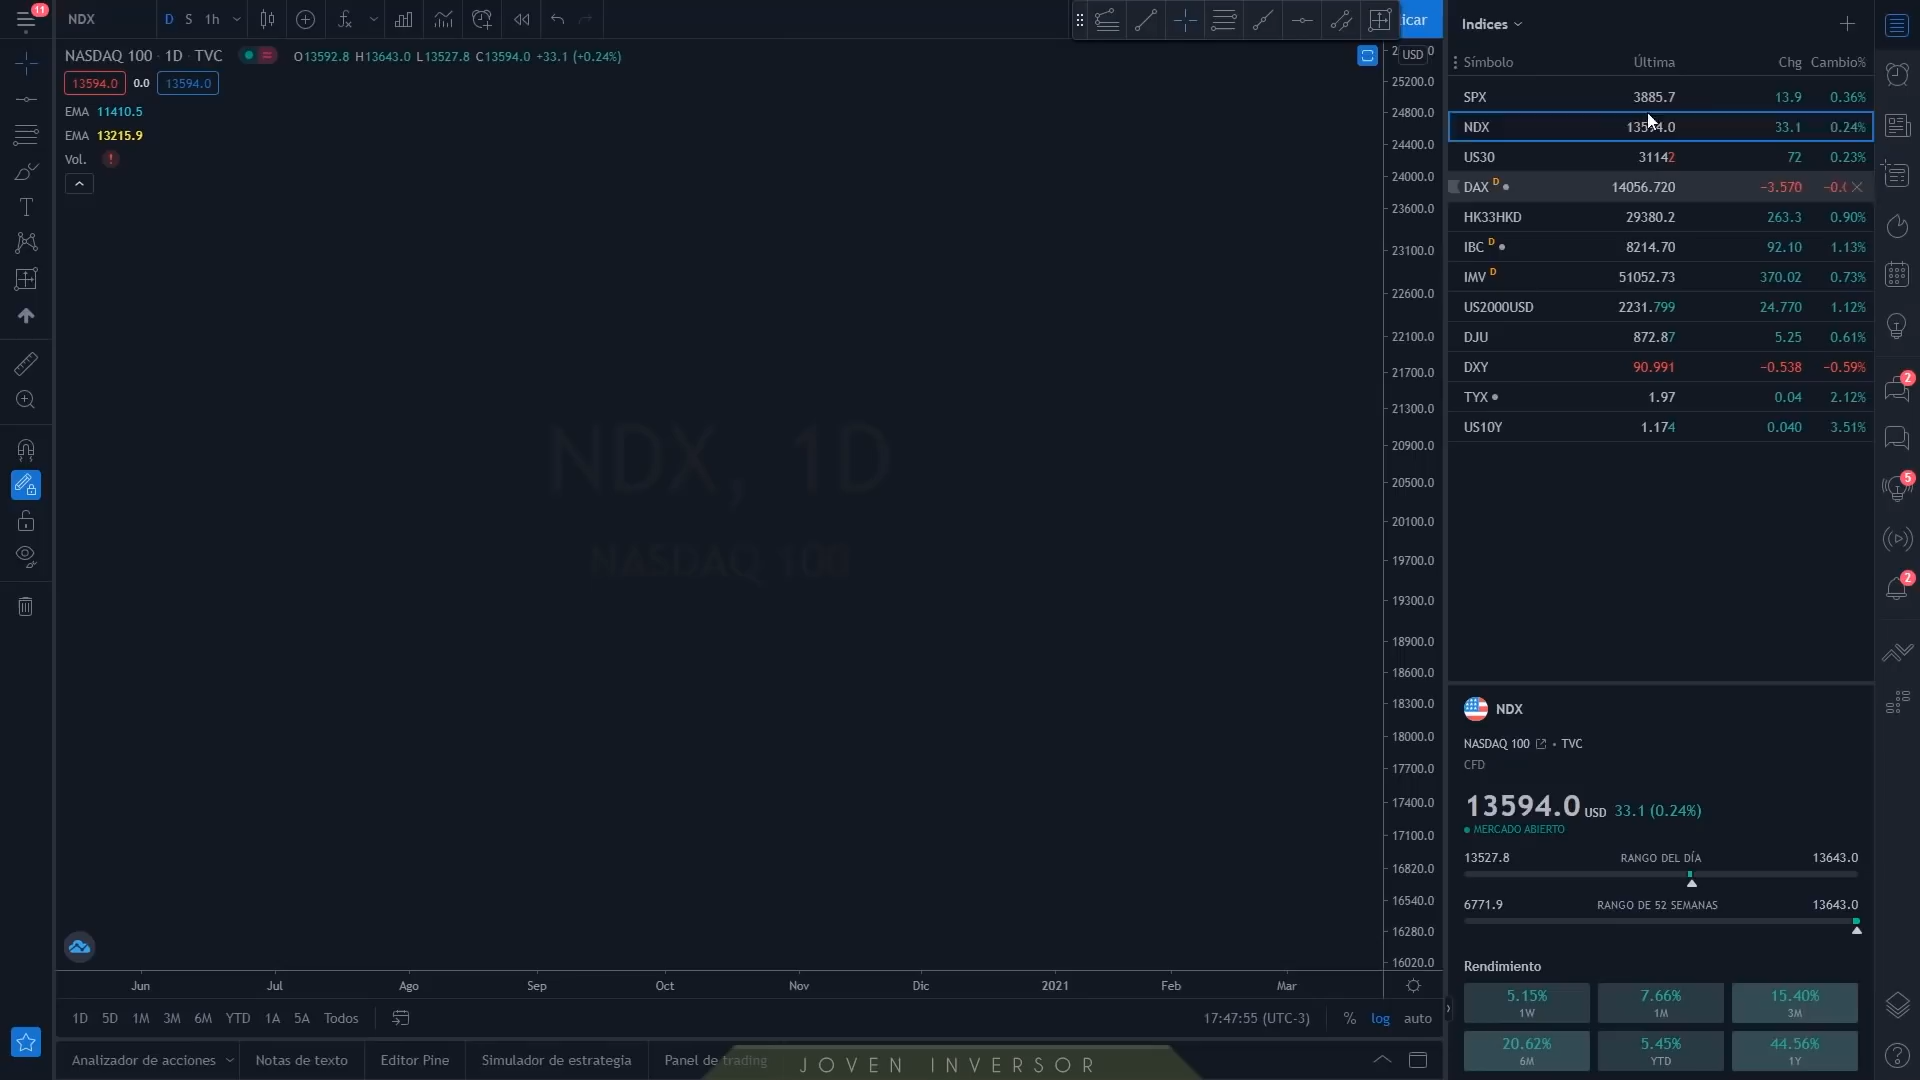 11
NDX
D S 1h
icar
Indices
NASDAQ 100 · 1D · TVC
O13592.8 H13643.0 L13527.8 C13594.0 +33.1 (+0.24%)
USD
13594.0 0.0 13594.0
EMA 11410.5
EMA 13215.9
Vol. !
NDX, 1D
NASDAQ 100
25200.0
24800.0
24400.0
24000.0
23600.0
23100.0
22600.0
22100.0
21700.0
21300.0
20900.0
20500.0
20100.0
19700.0
19300.0
18900.0
18600.0
18300.0
18000.0
17700.0
17400.0
17100.0
16820.0
16540.0
16280.0
16020.0
Jun Jul Ago Sep Oct Nov Dic 2021 Feb Mar
1D 5D 1M 3M 6M YTD 1A 5A Todos
17:47:55 (UTC-3) % log auto
Analizador de acciones Notas de texto Editor Pine Simulador de estrategia Panel de trading
JOVEN INVERSOR
Símbolo Última Chg Cambio%
SPX 3885.7 13.9 0.36%
NDX 33.1 0.24%
US30 31142 72 0.23%
DAX D 14056.720 −3.570
HK33HKD 29380.2 263.3 0.90%
IBC D 8214.70 92.10 1.13%
IMV D 51052.73 370.02 0.73%
US2000USD 2231.799 24.770 1.12%
DJU 872.87 5.25 0.61%
DXY 90.991 −0.538 −0.59%
TYX 1.97 0.04 2.12%
US10Y 1.174 0.040 3.51%
NDX
NASDAQ 100 • TVC
CFD
13594.0 USD 33.1 (0.24%)
MERCADO ABIERTO
13527.8 RANGO DEL DÍA 13643.0
6771.9 RANGO DE 52 SEMANAS 13643.0
Rendimiento
5.15% 7.66% 15.40%
1W 1M 3M
20.62% 5.45% 44.56%
6M YTD 1Y
2
5
2